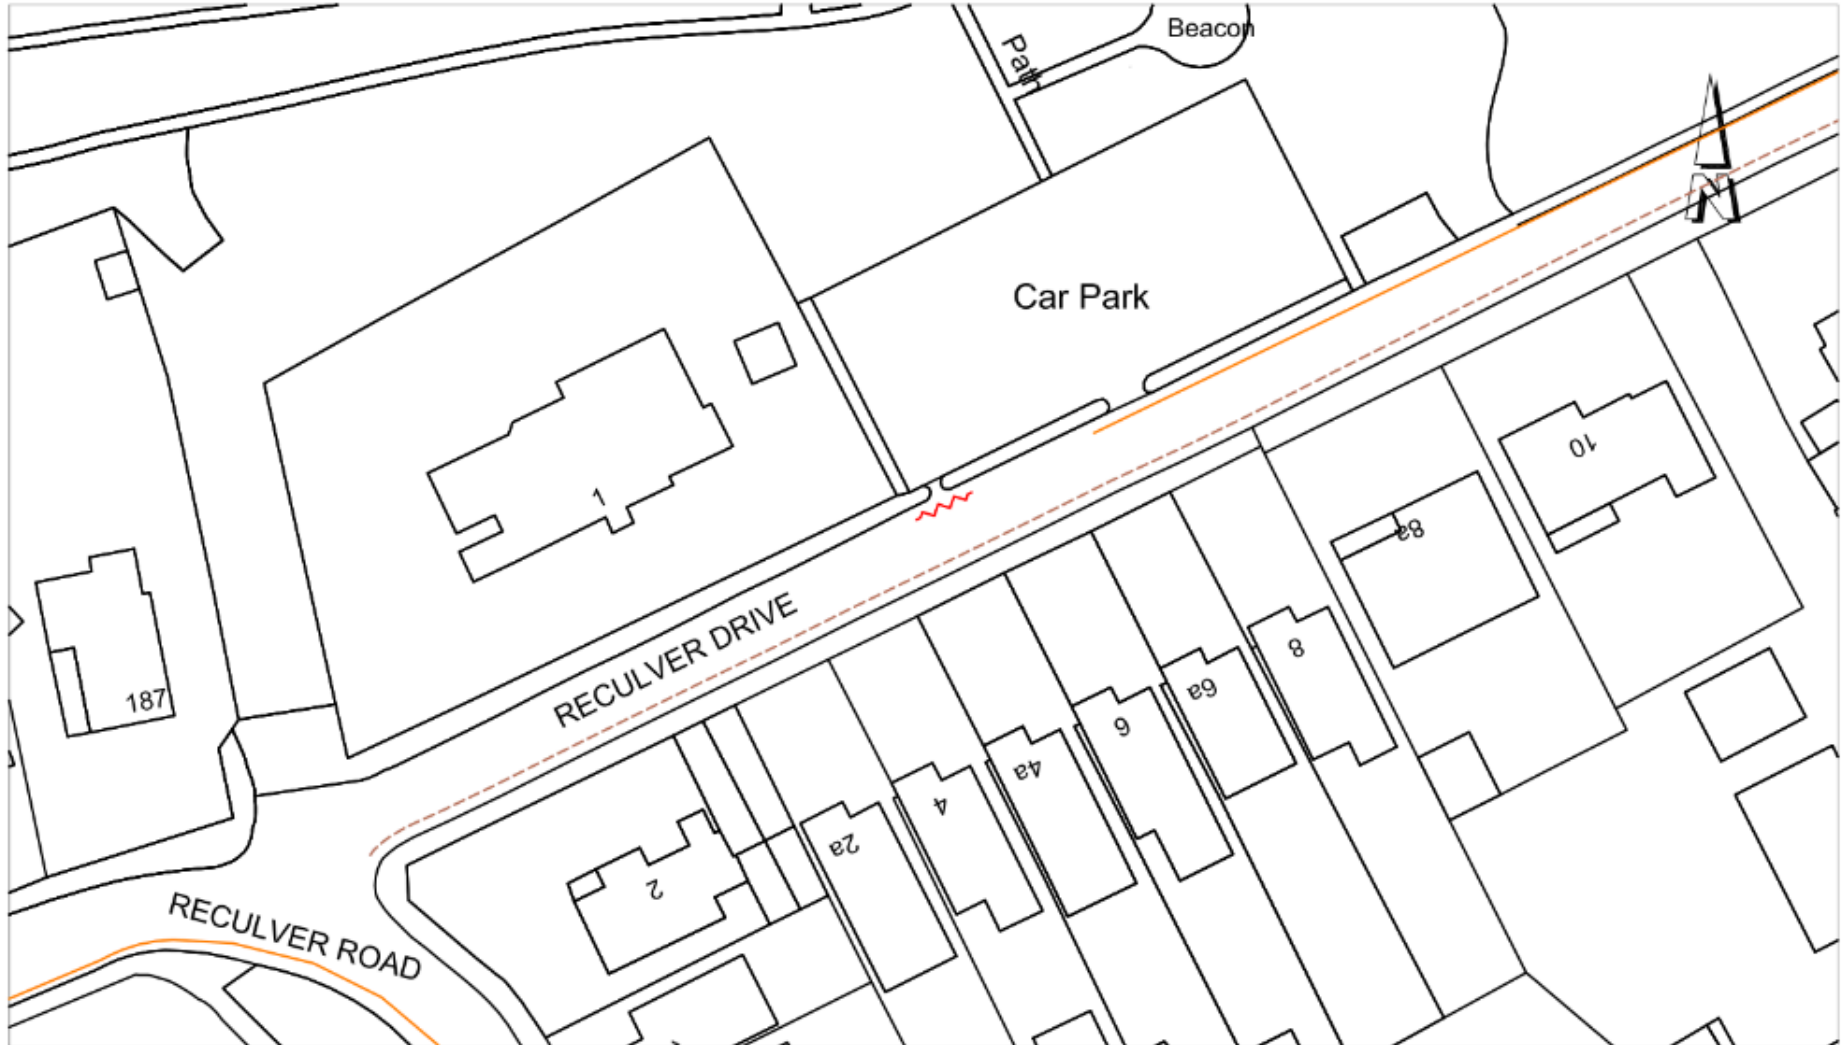 Beacon
Path
N
Car Park
1
10
8a
RECULVER DRIVE
8
6a
187
6
4a
4
2a
2
RECULVER ROAD